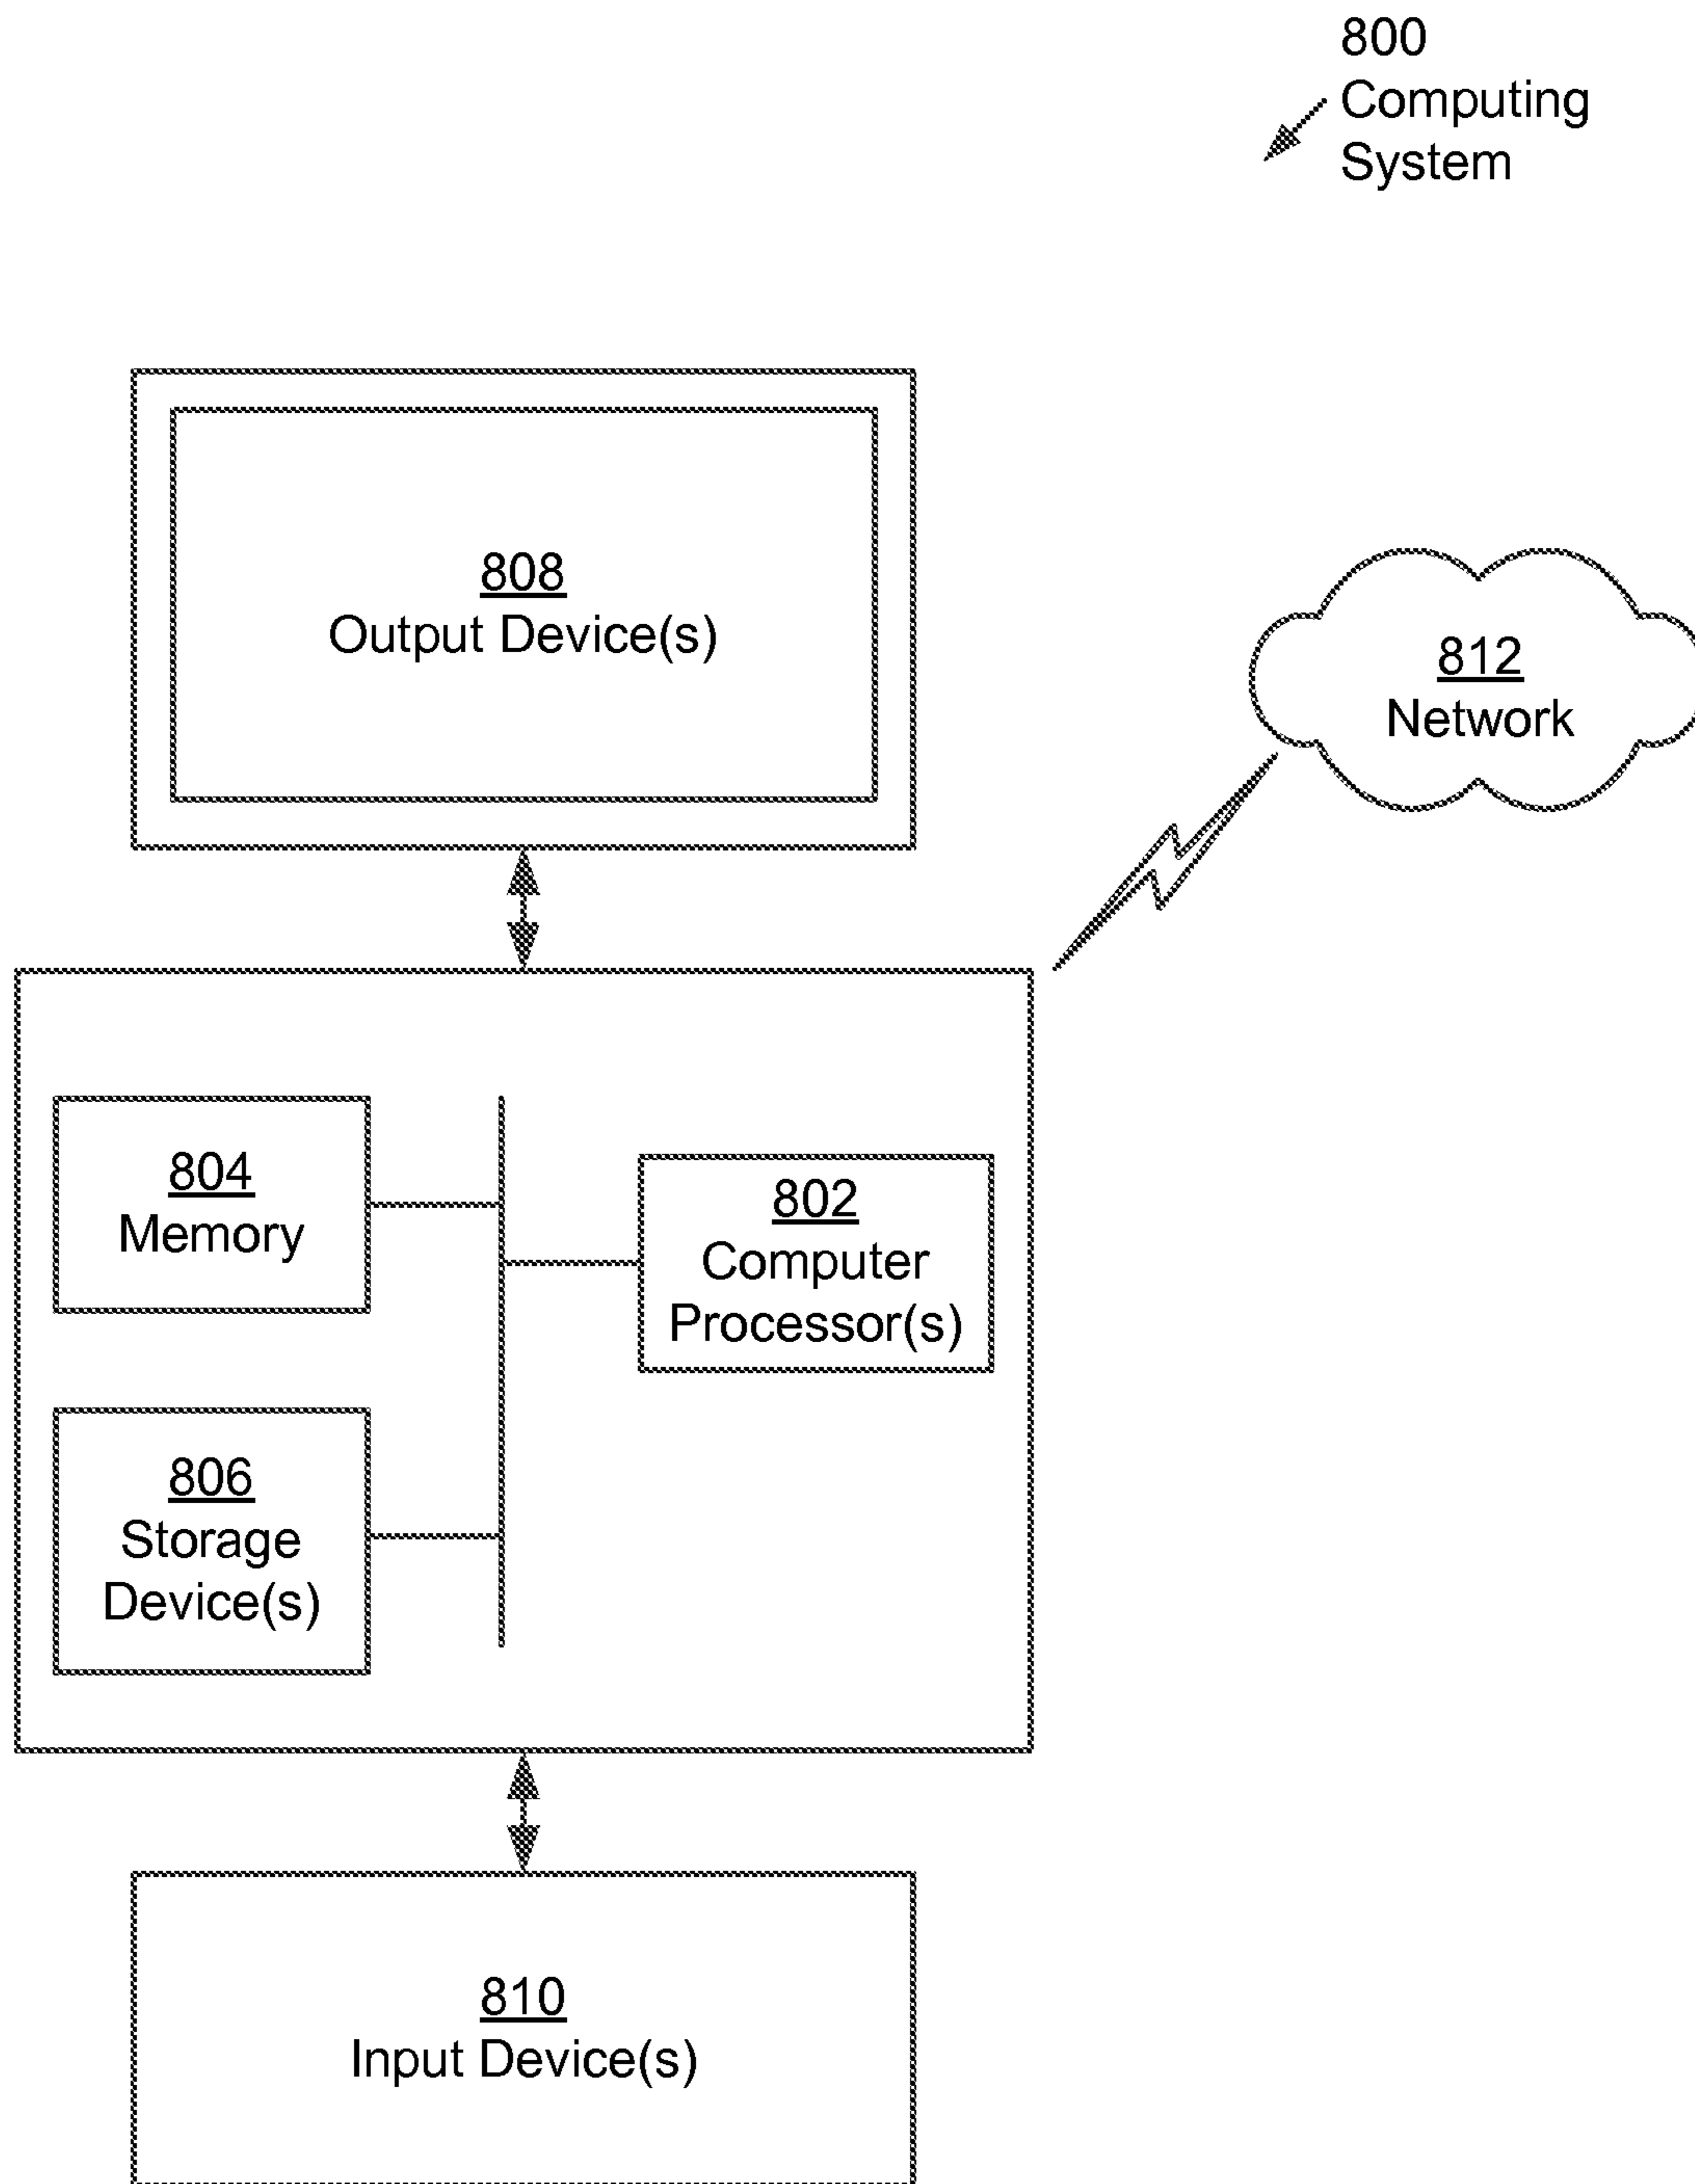 800
Computing
System
808
Output Device(s)
812
Network
804
Memory
802
Computer
Processor(s)
806
Storage
Device(s)
810
Input Device(s)